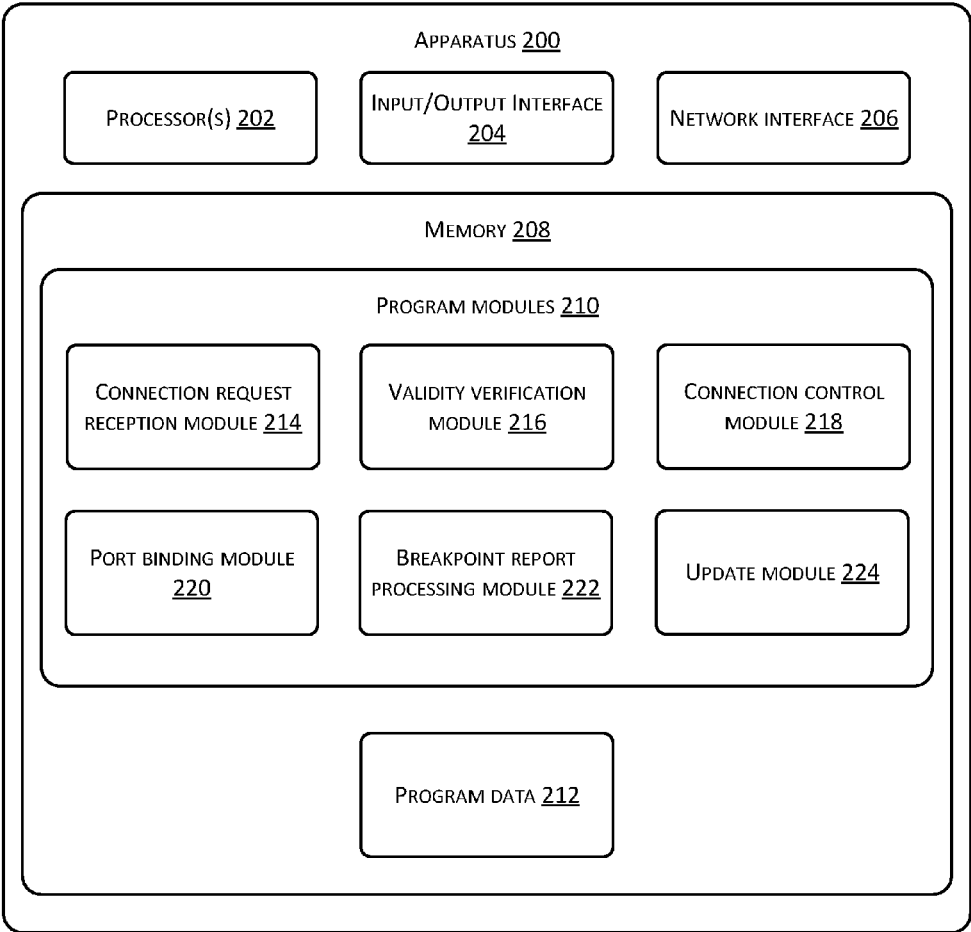 APPARATUS 200
PROCESSOR(S) 202
INPUT/OUTPUT INTERFACE
204
NETWORK INTERFACE 206
MEMORY 208
PROGRAM MODULES 210
CONNECTION REQUEST
RECEPTION MODULE 214
VALIDITY VERIFICATION
MODULE 216
CONNECTION CONTROL
MODULE 218
PORT BINDING MODULE
220
BREAKPOINT REPORT
PROCESSING MODULE 222
UPDATE MODULE 224
PROGRAM DATA 212